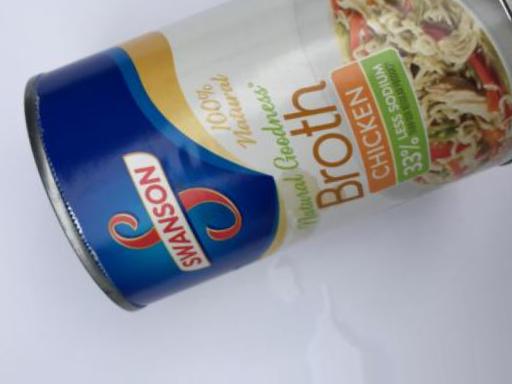 SWANSON
100%
Natural
Natural Goodness*
Broth
CHICKEN
33% LESS SODIUM